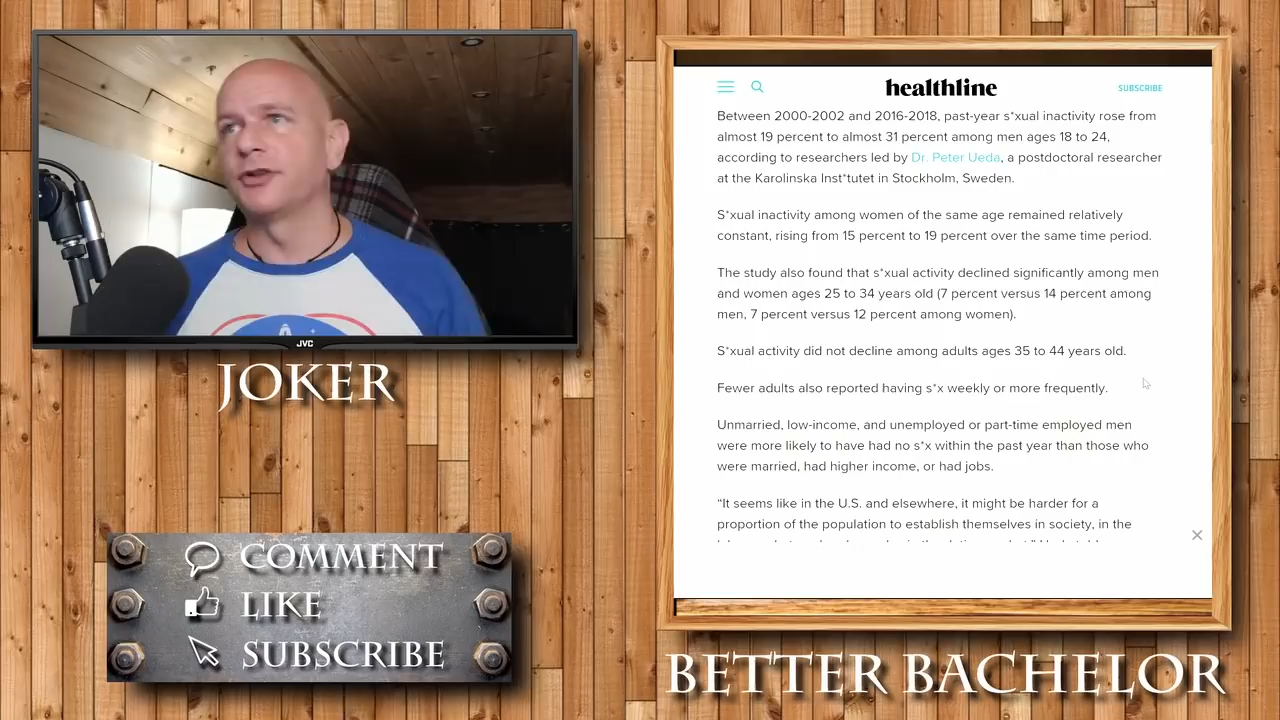 JVC
JOKER
COMMENT
LIKE
SUBSCRIBE
healthline
SUBSCRIBE
Between 2000-2002 and 2016-2018, past-year s*xual inactivity rose from
almost 19 percent to almost 31 percent among men ages 18 to 24,
according to researchers led by Dr. Peter Ueda, a postdoctoral researcher
at the Karolinska Inst*tutet in Stockholm, Sweden.
S*xual inactivity among women of the same age remained relatively
constant, rising from 15 percent to 19 percent over the same time period.
The study also found that s*xual activity declined significantly among men
and women ages 25 to 34 years old (7 percent versus 14 percent among
men, 7 percent versus 12 percent among women).
S*xual activity did not decline among adults ages 35 to 44 years old.
Fewer adults also reported having s*x weekly or more frequently.
Unmarried, low-income, and unemployed or part-time employed men
were more likely to have had no s*x within the past year than those who
were married, had higher income, or had jobs.
“It seems like in the U.S. and elsewhere, it might be harder for a
proportion of the population to establish themselves in society, in the
BETTER BACHELOR